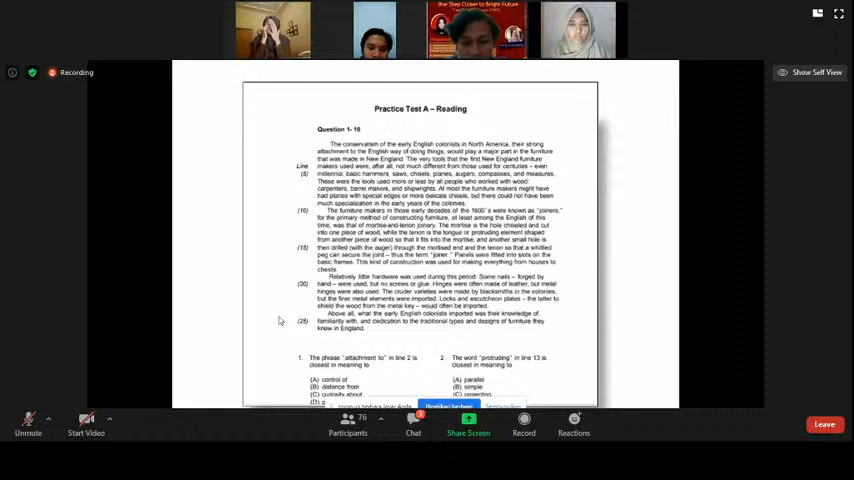 One Step Closer to Bright Future
Recording
Show Self View
Practice Test A – Reading
Question 1- 10
The conservatism of the early English colonists in North America, their strong
attachment to the English way of doing things, would play a major part in the furniture
that was made in New England. The very tools that the first New England furniture
Line makers used were, after all, not much different from those used for centuries – even
(5) millennia: basic hammers, saws, chisels, planes, augers, compasses, and measures.
These were the tools used more or less by all people who worked with wood:
carpenters, barrel makers, and shipwrights. At most the furniture makers might have
had planes with special edges or more delicate chisels, but there could not have been
much specialization in the early years of the colonies.
(10) The furniture makers in those early decades of the 1600's were known as "joiners,"
for the primary method of constructing furniture, at least among the English of this
time, was that of mortise-and-tenon joinery. The mortise is the hole chiseled and cut
into one piece of wood, while the tenon is the tongue or protruding element shaped
from another piece of wood so that it fits into the mortise; and another small hole is
(15) then drilled (with the auger) through the mortised end and the tenon so that a whittled
peg can secure the joint – thus the term "joiner." Panels were fitted into slots on the
basic frames. This kind of construction was used for making everything from houses to
chests.
Relatively little hardware was used during this period. Some nails – forged by
(20) hand – were used, but no screws or glue. Hinges were often made of leather, but metal
hinges were also used. The cruder varieties were made by blacksmiths in the colonies,
but the finer metal elements were imported. Locks and escutcheon plates – the latter to
shield the wood from the metal key – would often be imported.
Above all, what the early English colonists imported was their knowledge of,
(25) familiarity with, and dedication to the traditional types and designs of furniture they
knew in England.
1. The phrase "attachment to" in line 2 is
closest in meaning to
(A) control of
(B) distance from
(C) curiosity about
(D)
2. The word "protruding" in line 13 is
closest in meaning to
(A) parallel
(B) simple
(C) projecting
Hentikan berbagi
Unmute
Start Video
76
Participants
3
Chat
Share Screen
Record
Reactions
Leave